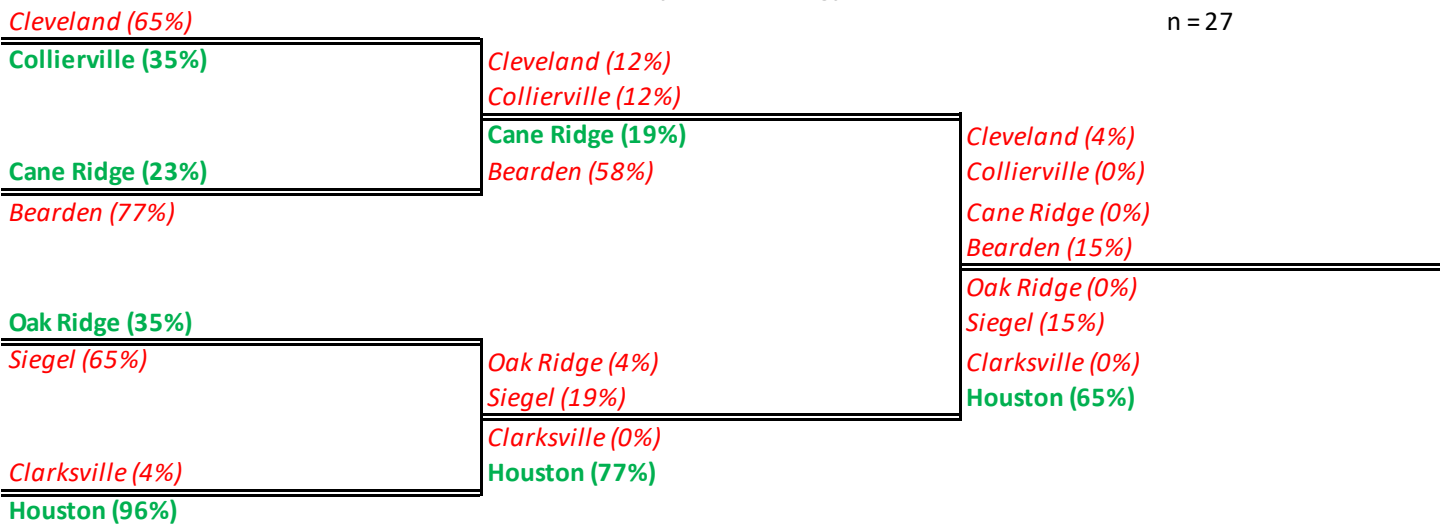 Cleveland (65%)
n = 27
Collierville (35%)
Cleveland (12%)
Collierville (12%)
Cane Ridge (19%)
Cleveland (4%)
Cane Ridge (23%)
Bearden (58%)
Collierville (0%)
Bearden (77%)
Cane Ridge (0%)
Bearden (15%)
Oak Ridge (0%)
Oak Ridge (35%)
Siegel (15%)
Siegel (65%)
Oak Ridge (4%)
Clarksville (0%)
Siegel (19%)
Houston (65%)
Clarksville (0%)
Clarksville (4%)
Houston (77%)
Houston (96%)